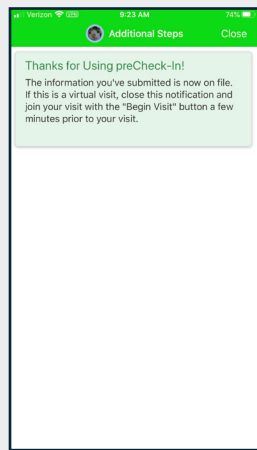 Verizon 9:23 AM 74%
Additional Steps Close
Thanks for Using preCheck-In!
The information you've submitted is now on file.
If this is a virtual visit, close this notification and
join your visit with the "Begin Visit" button a few
minutes prior to your visit.